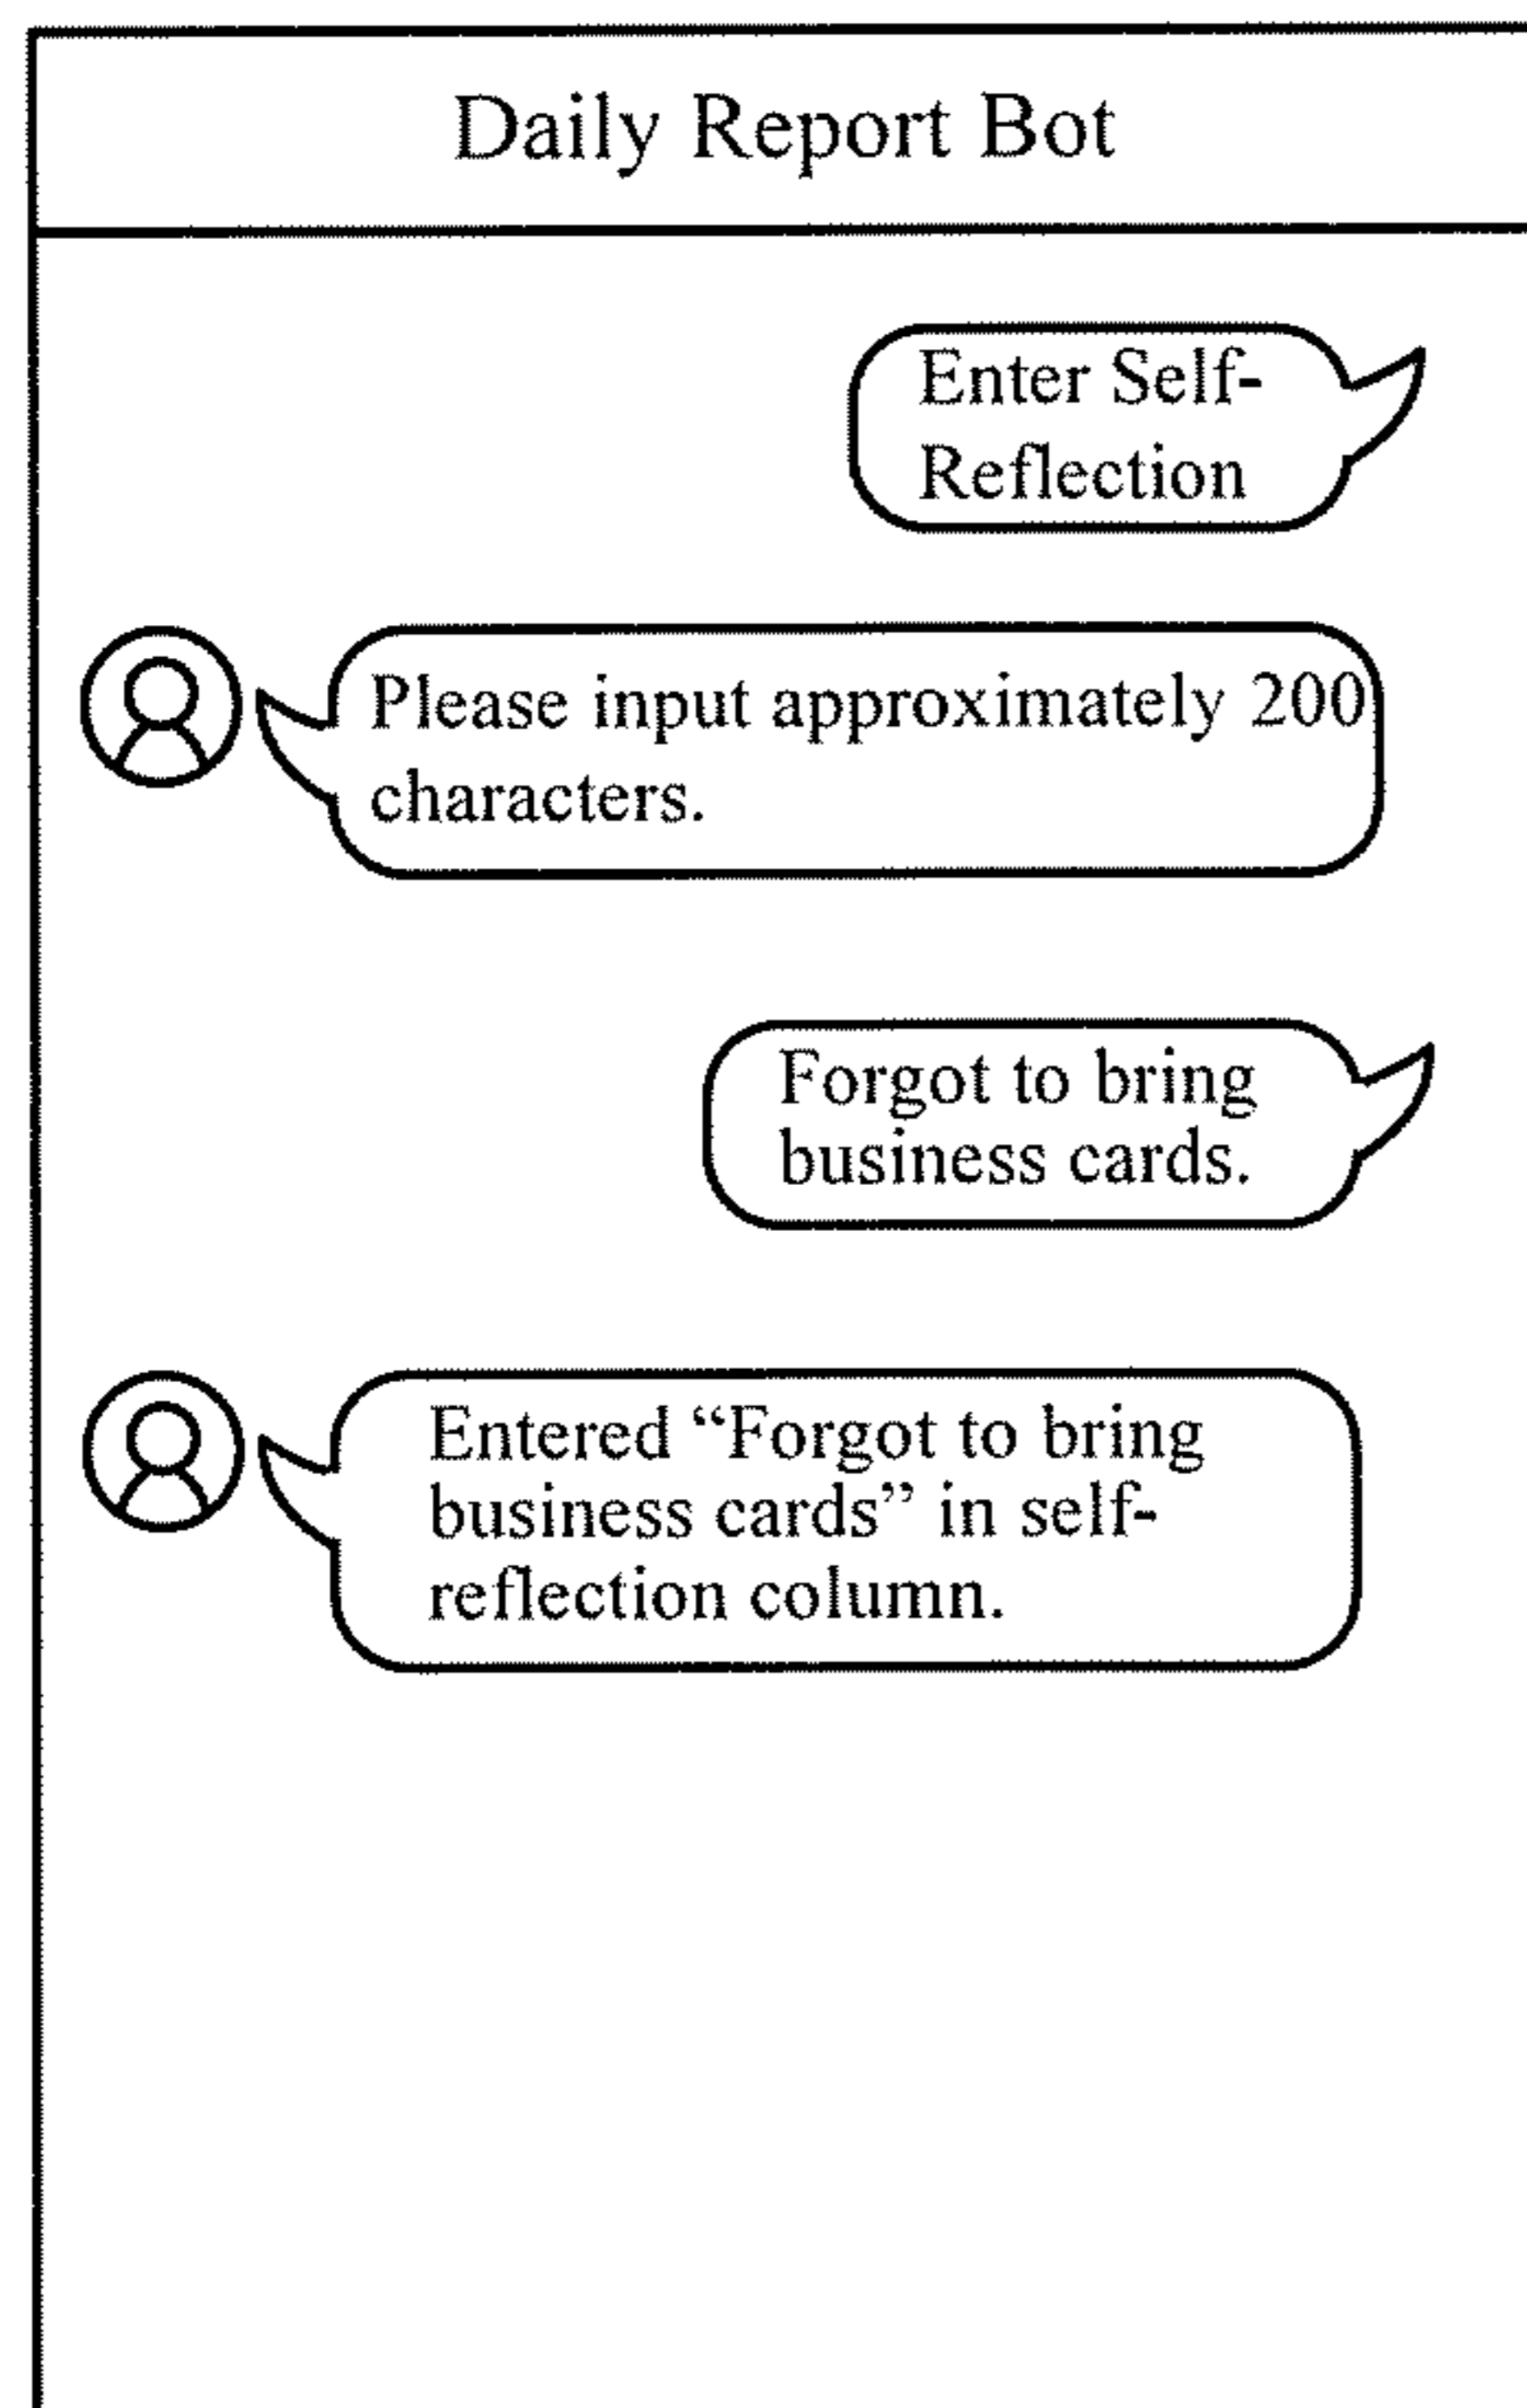 Daily Report Bot
Enter Self-
Reflection
Please input approximately 200
characters.
Forgot to bring
business cards.
Entered “Forgot to bring
business cards” in self-
reflection column.